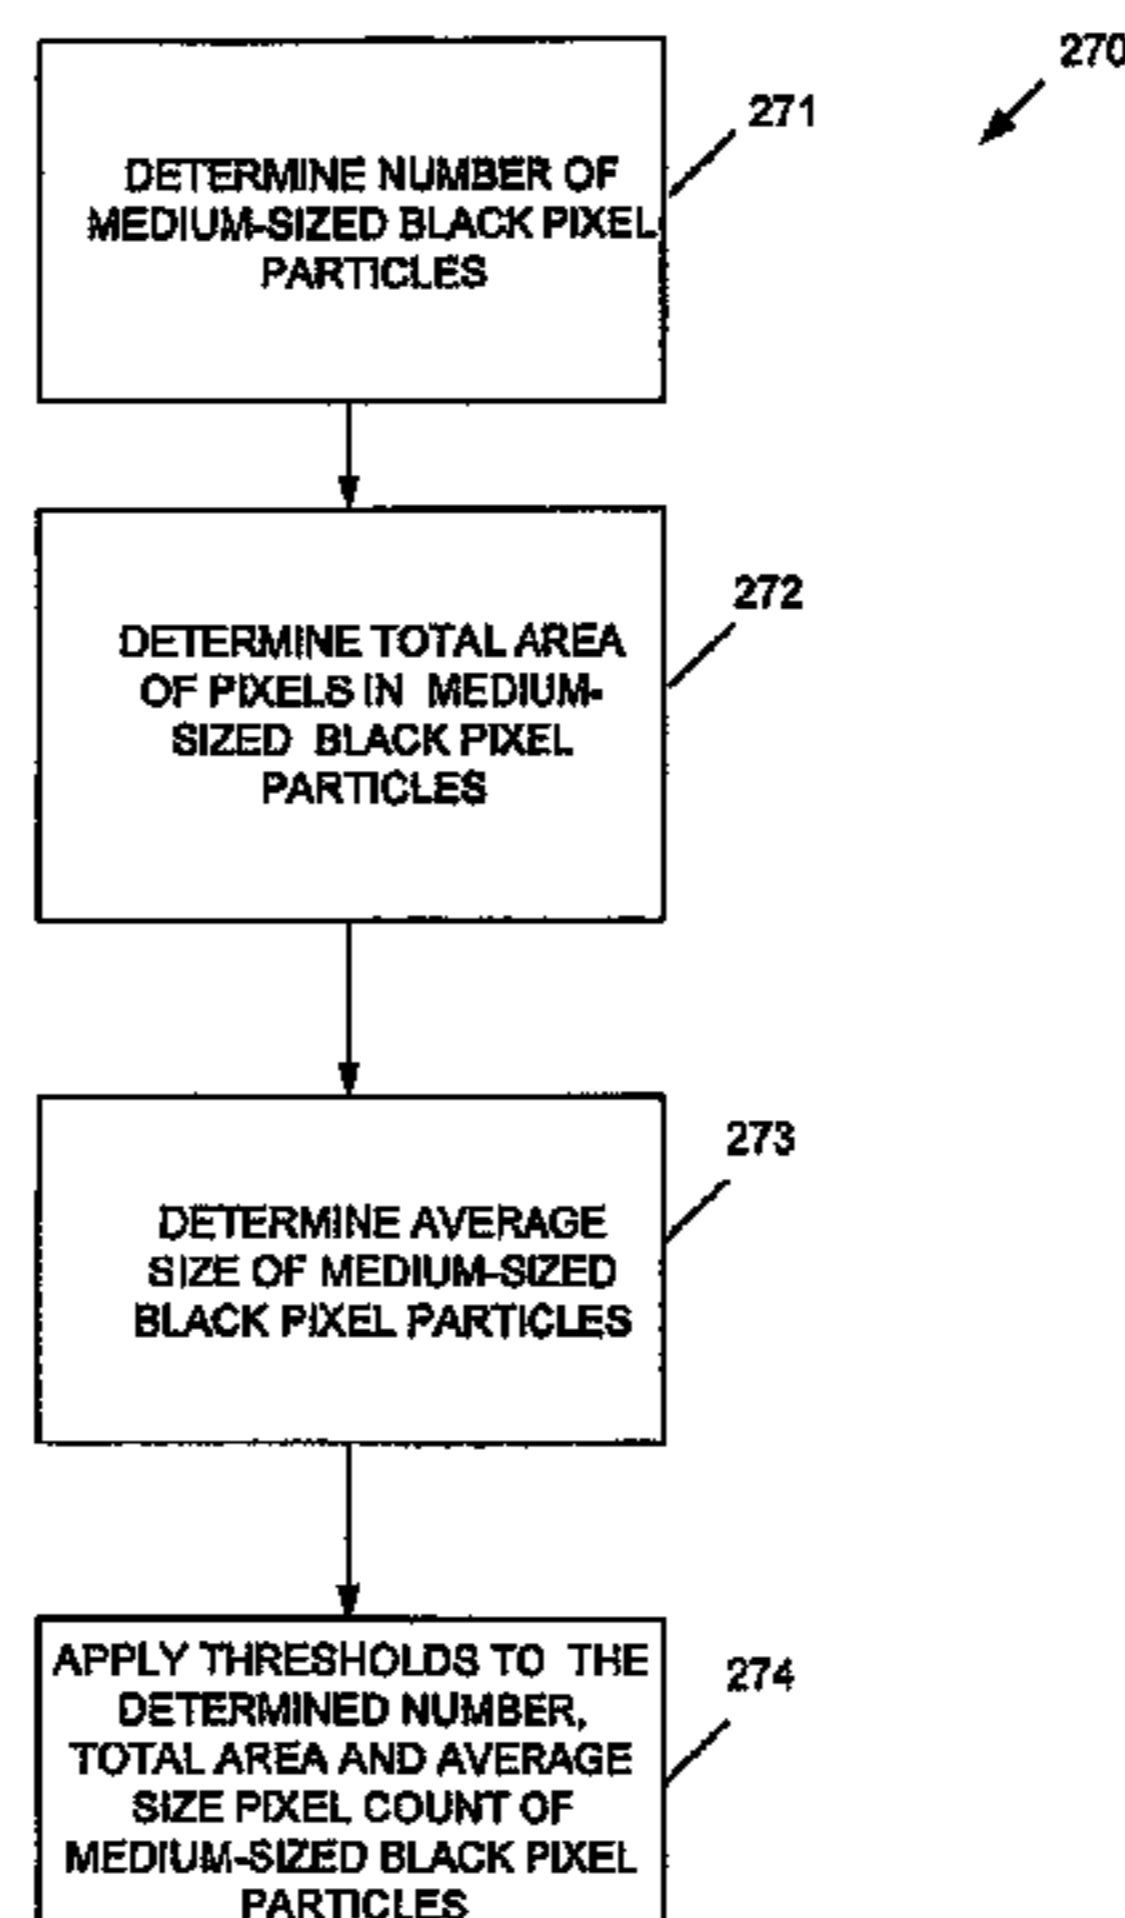 270
271
DETERMINE NUMBER OF
MEDIUM-SIZED BLACK PIXEL
PARTICLES
272
DETERMINE TOTAL AREA
OF PIXELS IN MEDIUM-
SIZED BLACK PIXEL
PARTICLES
273
DETERMINE AVERAGE
SIZE OF MEDIUM-SIZED
BLACK PIXEL PARTICLES
274
APPLY THRESHOLDS TO THE
DETERMINED NUMBER,
TOTAL AREA AND AVERAGE
SIZE PIXEL COUNT OF
MEDIUM-SIZED BLACK PIXEL
PARTICLES